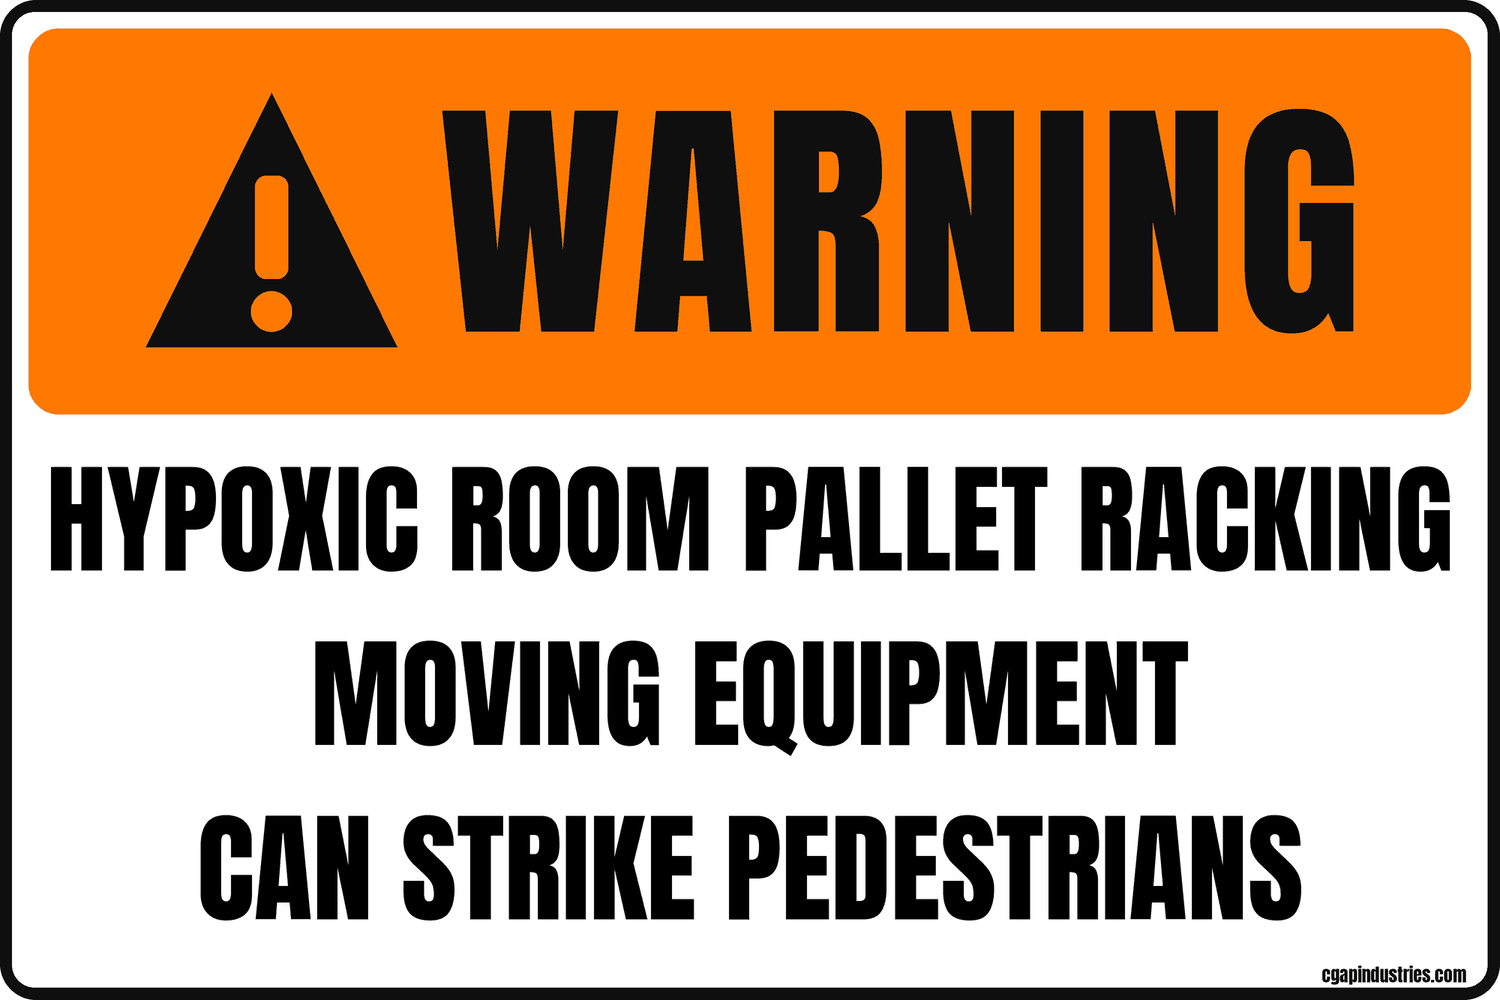 WARNING
HYPOXIC ROOM PALLET RACKING
MOVING EQUIPMENT
CAN STRIKE PEDESTRIANS
cgapindustries.com